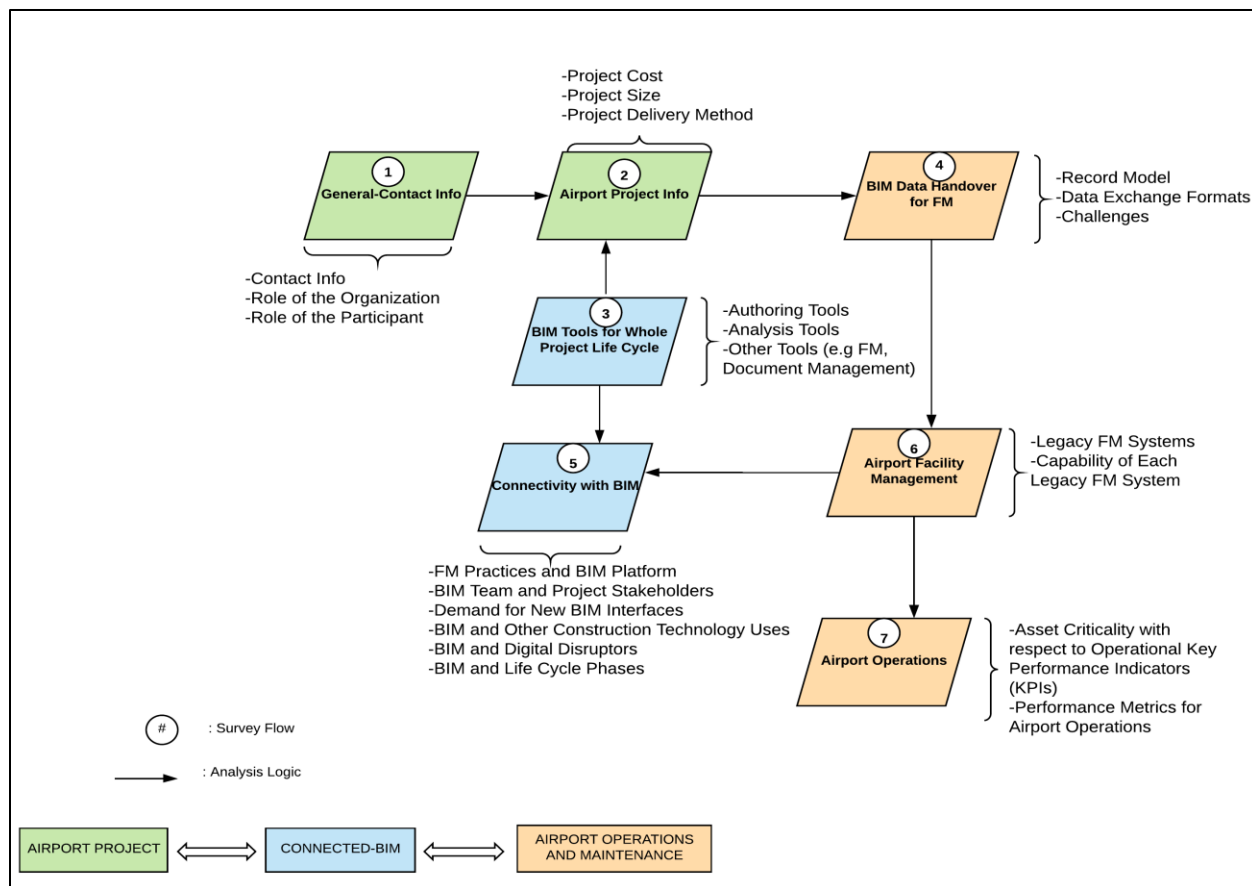 -Project Cost
-Project Size
-Project Delivery Method
1
General-Contact Info
2
Airport Project Info
4
BIM Data Handover
for FM
-Record Model
-Data Exchange Formats
-Challenges
-Contact Info
-Role of the Organization
-Role of the Participant
3
BIM Tools for Whole
Project Life Cycle
-Authoring Tools
-Analysis Tools
-Other Tools (e.g FM,
Document Management)
5
Connectivity with BIM
6
Airport Facility
Management
-Legacy FM Systems
-Capability of Each
Legacy FM System
-FM Practices and BIM Platform
-BIM Team and Project Stakeholders
-Demand for New BIM Interfaces
-BIM and Other Construction Technology Uses
-BIM and Digital Disruptors
-BIM and Life Cycle Phases
7
Airport Operations
-Asset Criticality with
respect to Operational Key
Performance Indicators
(KPIs)
-Performance Metrics for
Airport Operations
# : Survey Flow
: Analysis Logic
AIRPORT PROJECT
CONNECTED-BIM
AIRPORT OPERATIONS
AND MAINTENANCE